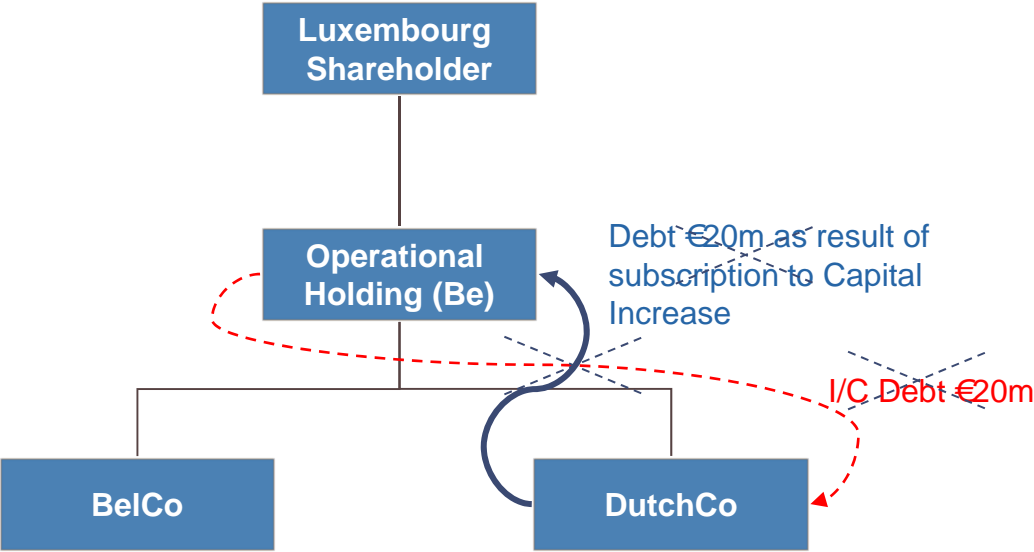 Luxembourg
Shareholder
Operational
Holding (Be)
Debt €20m as result of
subscription to Capital
Increase
I/C Debt €20m
BelCo
DutchCo